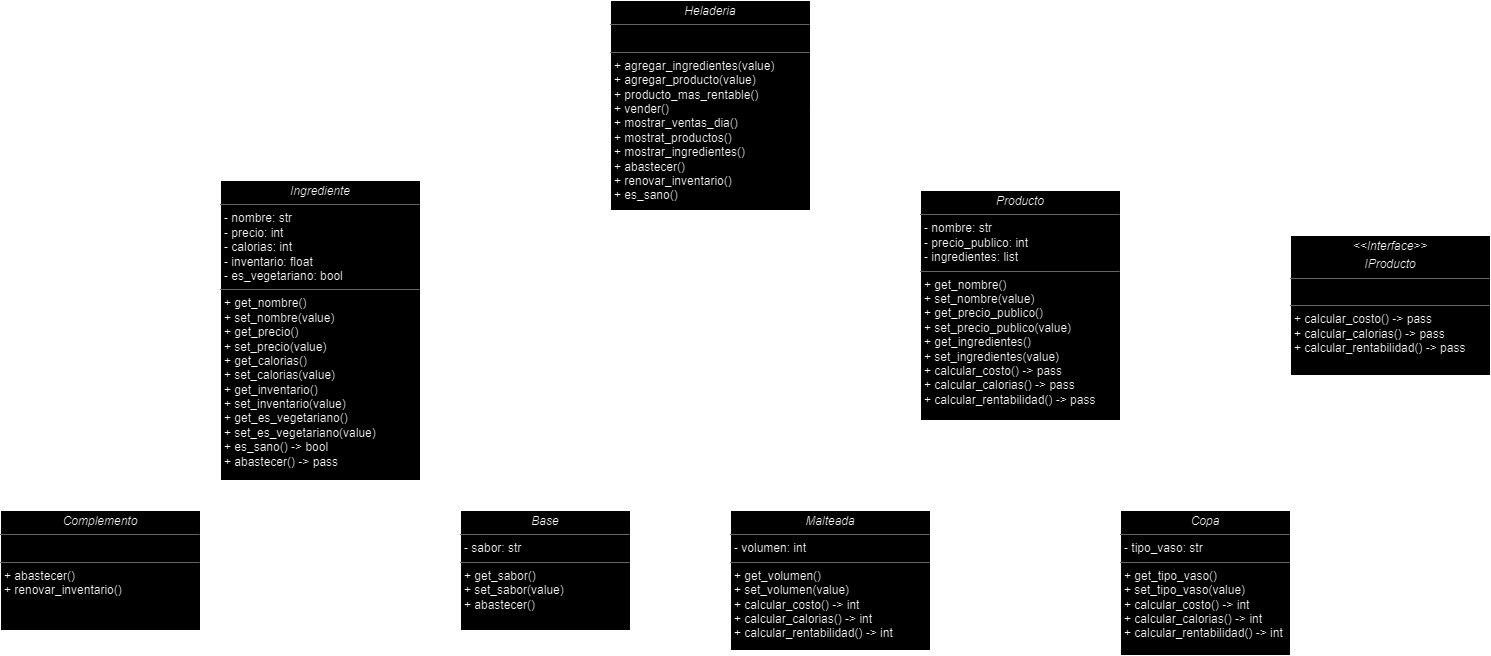 Heladeria
+ agregar_ingredientes(value)
+ agregar_producto(value)
+ producto_mas_rentable()
+ vender()
+ mostrar_ventas_dia()
+ mostrat_productos()
+ mostrar_ingredientes()
+ abastecer()
+ renovar_inventario()
+ es_sano()
Ingrediente
- nombre: str
- precio: int
- calorias: int
- inventario: float
- es_vegetariano: bool
+ get_nombre()
+ set_nombre(value)
+ get_precio()
+ set_precio(value)
+ get_calorias()
+ set_calorias(value)
+ get_inventario()
+ set_inventario(value)
+ get_es_vegetariano()
+ set_es_vegetariano(value)
+ es_sano() -> bool
+ abastecer() -> pass
Producto
- nombre: str
- precio_publico: int
- ingredientes: list
+ get_nombre()
+ set_nombre(value)
+ get_precio_publico()
+ set_precio_publico(value)
+ get_ingredientes()
+ set_ingredientes(value)
+ calcular_costo() -> pass
+ calcular_calorias() -> pass
+ calcular_rentabilidad() -> pass
<<Interface>>
IProducto
+ calcular_costo() -> pass
+ calcular_calorias() -> pass
+ calcular_rentabilidad() -> pass
Complemento
+ abastecer()
+ renovar_inventario()
Base
- sabor: str
+ get_sabor()
+ set_sabor(value)
+ abastecer()
Malteada
- volumen: int
+ get_volumen()
+ set_volumen(value)
+ calcular_costo() -> int
+ calcular_calorias() -> int
+ calcular_rentabilidad() -> int
Copa
- tipo_vaso: str
+ get_tipo_vaso()
+ set_tipo_vaso(value)
+ calcular_costo() -> int
+ calcular_calorias() -> int
+ calcular_rentabilidad() -> int